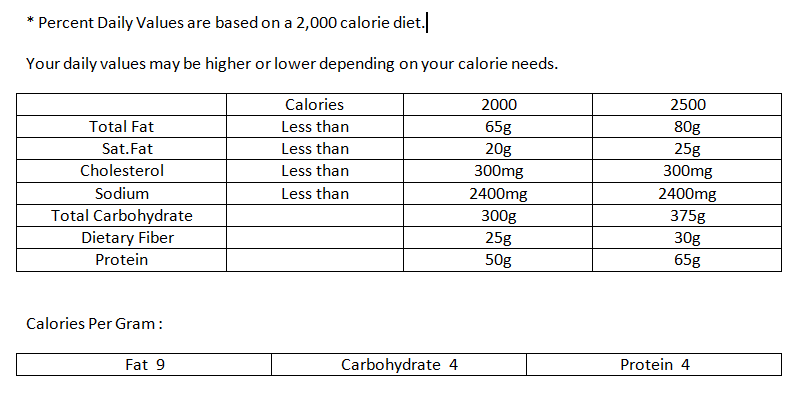 * Percent Daily Values are based on a 2,000 calorie diet.
Your daily values may be higher or lower depending on your calorie needs.
Calories 2000 2500
Total Fat Less than 65g 80g
Sat.Fat Less than 20g 25g
Cholesterol Less than 300mg 300mg
Sodium Less than 2400mg 2400mg
Total Carbohydrate 300g 375g
Dietary Fiber 25g 30g
Protein 50g 65g
Calories Per Gram :
Fat 9 Carbohydrate 4 Protein 4